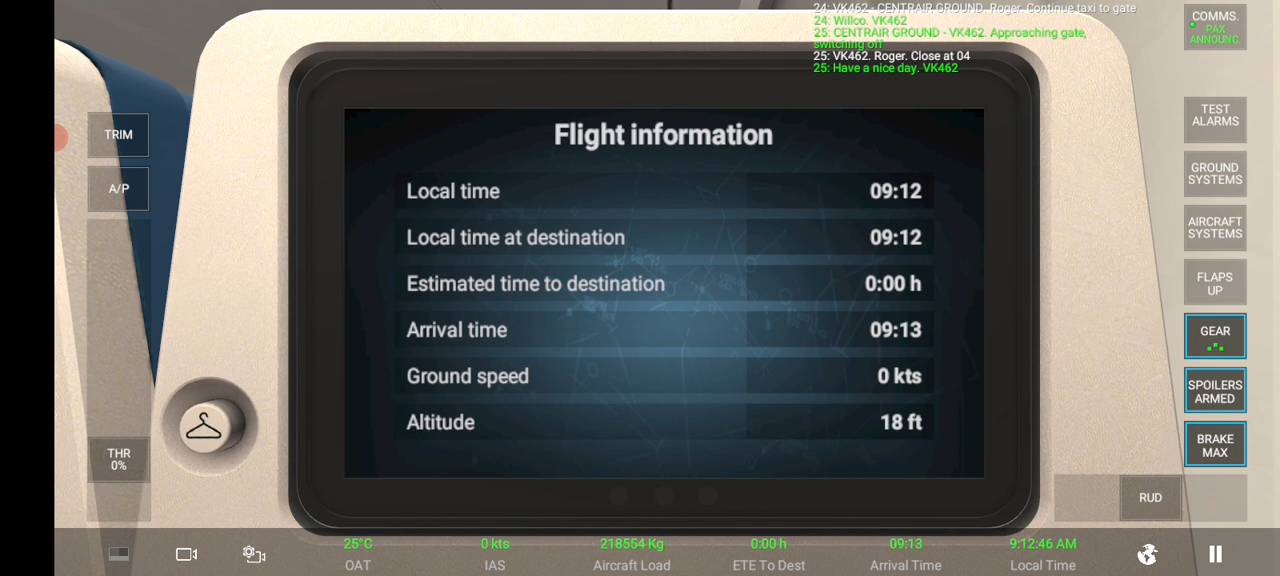 24: VK462 - CENTRAIR GROUND. Roger. Continue taxi to gate
24: Willco. VK462
25: CENTRAIR GROUND - VK462. Approaching gate,
switching off
25: VK462. Roger. Close at 04
25: Have a nice day. VK462
COMMS.
PAX
ANNOUNC.
TRIM
A/P
THR
0%
Flight information
Local time 09:12
Local time at destination 09:12
Estimated time to destination 0:00 h
Arrival time 09:13
Ground speed 0 kts
Altitude 18 ft
TEST
ALARMS
GROUND
SYSTEMS
AIRCRAFT
SYSTEMS
FLAPS
UP
GEAR
SPOILERS
ARMED
BRAKE
MAX
RUD
25°C 0 kts 218554 Kg 0:00 h 09:13 9:12:46 AM
OAT IAS Aircraft Load ETE To Dest Arrival Time Local Time